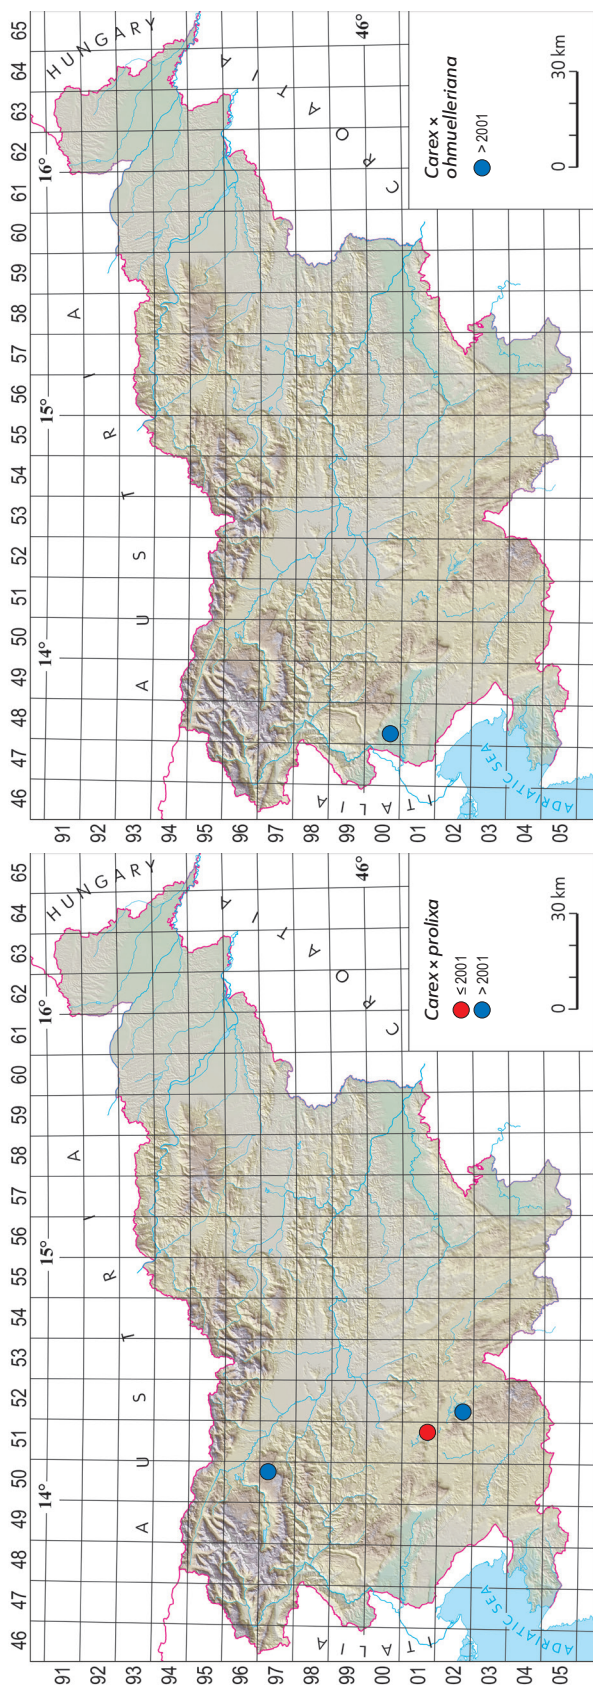 46 47 48 49 50 51 52 53 54 55 56 57 58 59 60 61 62 63 64 65
14° 15° 16°
91
92
93
94
95
96
97
98
99
00
01
02
03
04
05
AUSTRIA
HUNGARY
ITALIA
CROATIA
46°
ADRIATIC SEA
Carex × prolixa
≤ 2001
> 2001
0 30 km
46 47 48 49 50 51 52 53 54 55 56 57 58 59 60 61 62 63 64 65
14° 15° 16°
91
92
93
94
95
96
97
98
99
00
01
02
03
04
05
AUSTRIA
HUNGARY
ITALIA
CROATIA
46°
ADRIATIC SEA
Carex ×
ohmuelleriana
> 2001
0 30 km